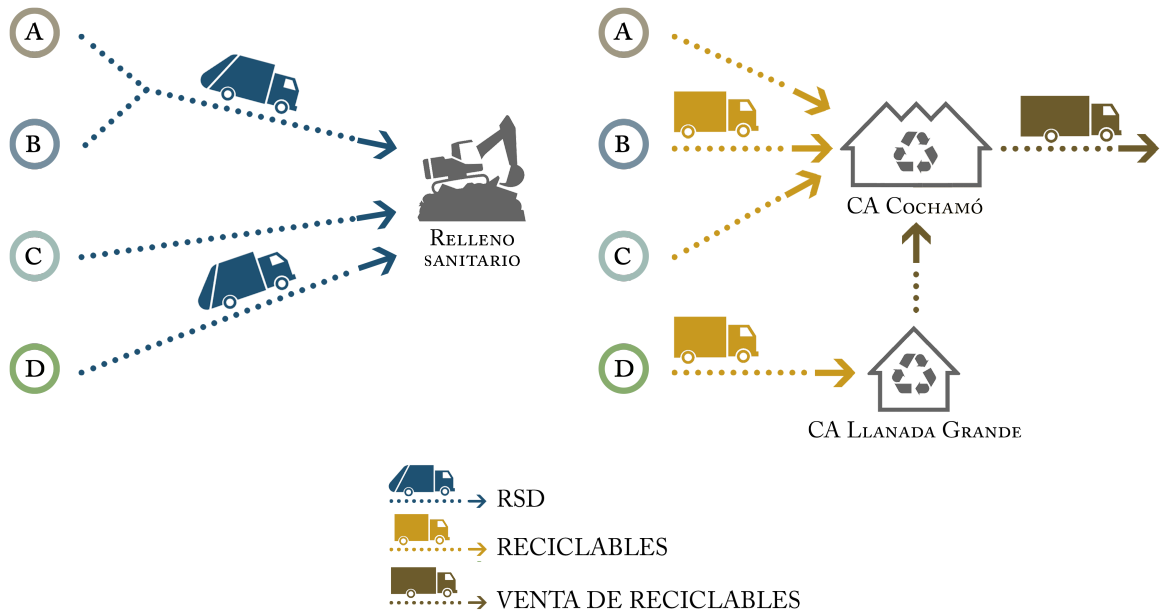 A
B
C
D
RELLENO
SANITARIO
A
B
C
D
CA COCHAMÓ
CA LLANADA GRANDE
RSD
RECICLABLES
VENTA DE RECICLABLES